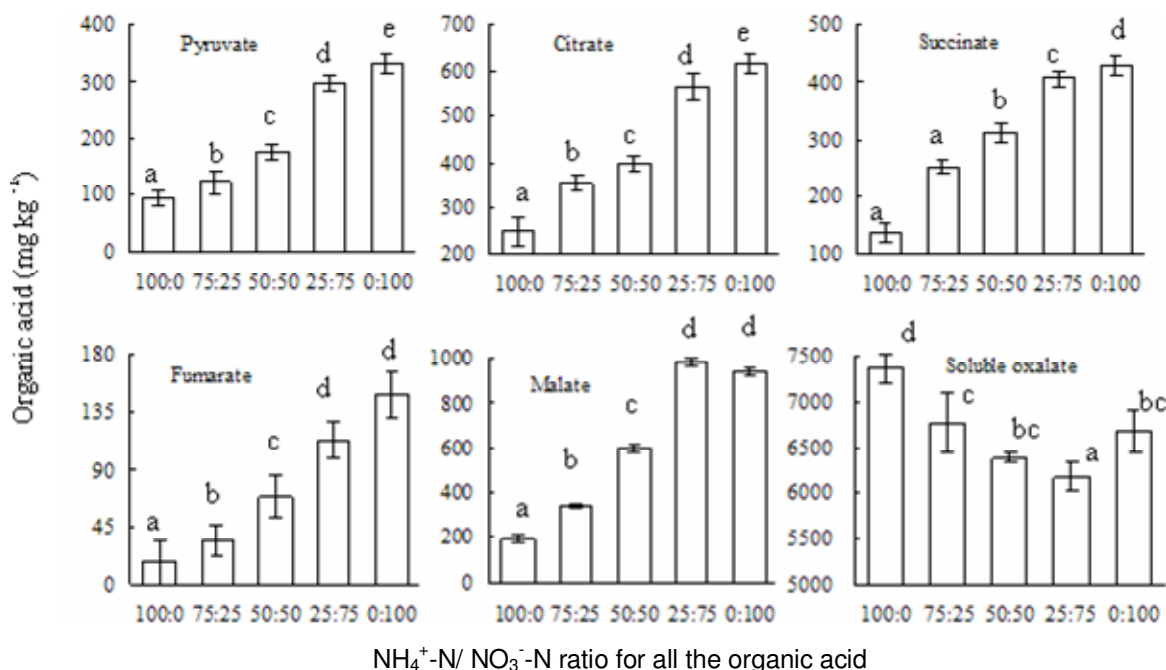 Organic acid (mg kg⁻¹)
400
300
200
100
0
Pyruvate
a
b
c
d
e
100:0 75:25 50:50 25:75 0:100
700
600
500
400
300
200
Citrate
a
b
c
d
e
100:0 75:25 50:50 25:75 0:100
500
400
300
200
100
Succinate
a
a
b
c
d
100:0 75:25 50:50 25:75 0:100
180
135
90
45
0
Fumarate
a
b
c
d
d
100:0 75:25 50:50 25:75 0:100
1000
800
600
400
200
0
Malate
a
b
c
d
d
100:0 75:25 50:50 25:75 0:100
7500
7000
6500
6000
5500
5000
Soluble oxalate
d
c
bc
a
bc
100:0 75:25 50:50 25:75 0:100
NH₄⁺-N/ NO₃⁻-N ratio for all the organic acid